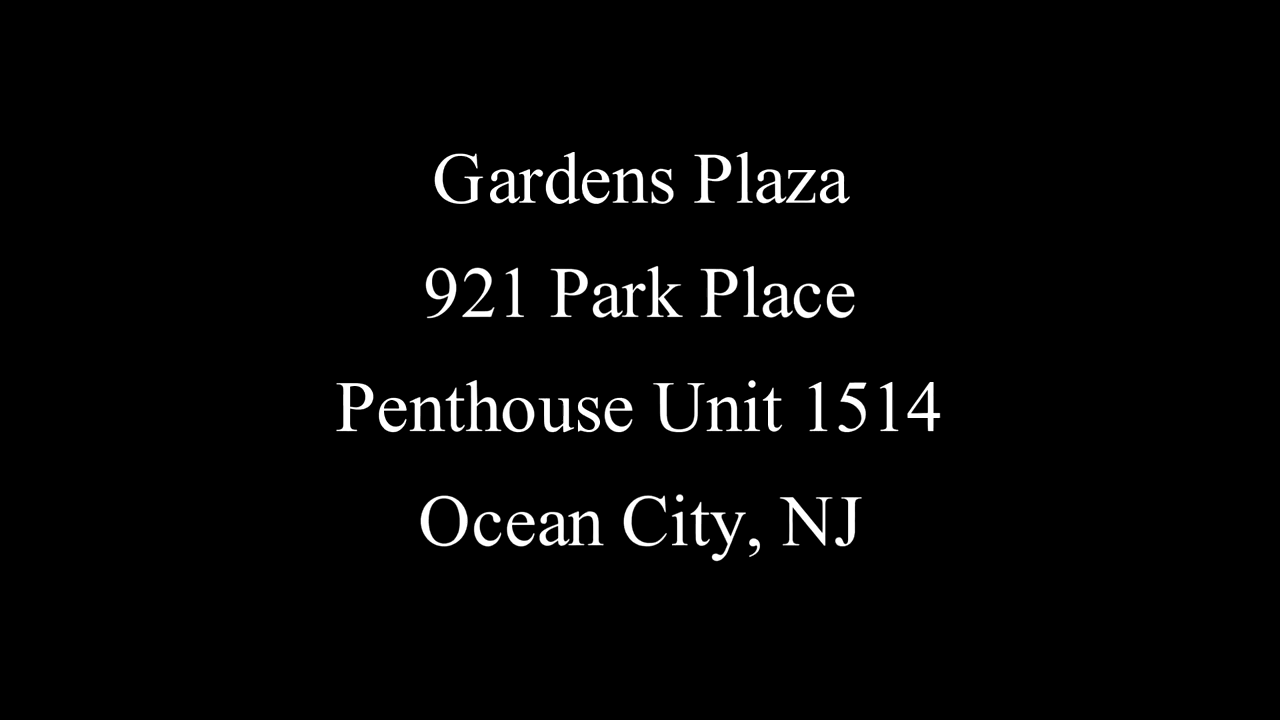 Gardens Plaza
921 Park Place
Penthouse Unit 1514
Ocean City, NJ